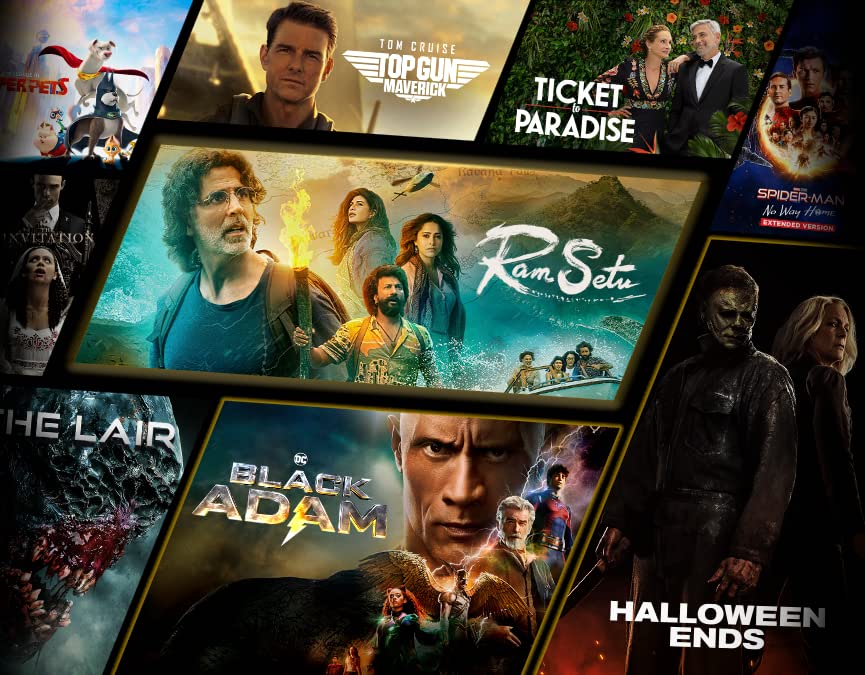 PETS
TOM CRUISE
TOP GUN
MAVERICK
TICKET
to
PARADISE
SPIDER-MAN
No Way Home
EXTENDED VERSION
INVITATION
Ram Setu
THE LAIR
DC
BLACK
ADAM
HALLOWEEN
ENDS